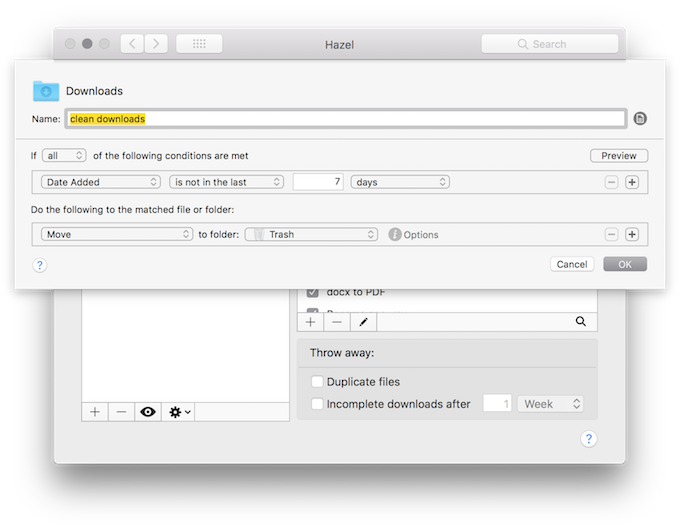 Hazel
Search
Downloads
Name: clean downloads
If all of the following conditions are met Preview
Date Added is not in the last 7 days
Do the following to the matched file or folder:
Move to folder: Trash Options
? Cancel OK
docx to PDF
Throw away:
Duplicate files
Incomplete downloads after 1 Week
?